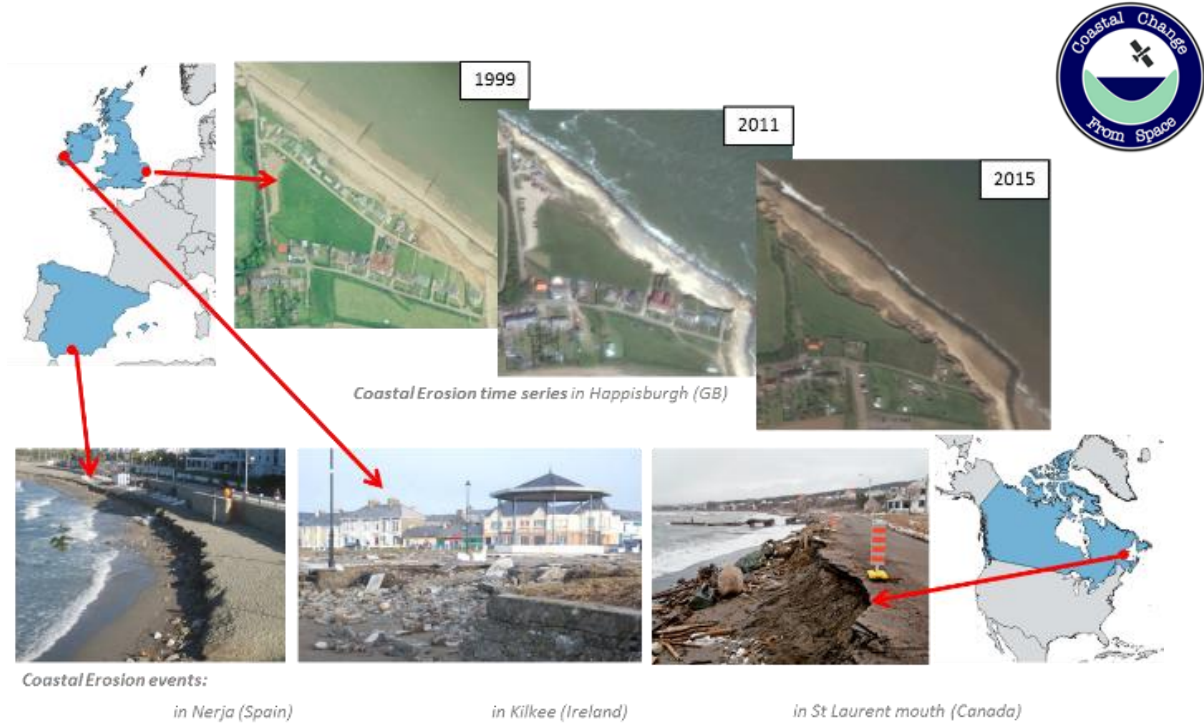 Coastal Change
From Space
1999
2011
2015
Coastal Erosion time series in Happisburgh (GB)
Coastal Erosion events:
in Nerja (Spain)
in Kilkee (Ireland)
in St Laurent mouth (Canada)